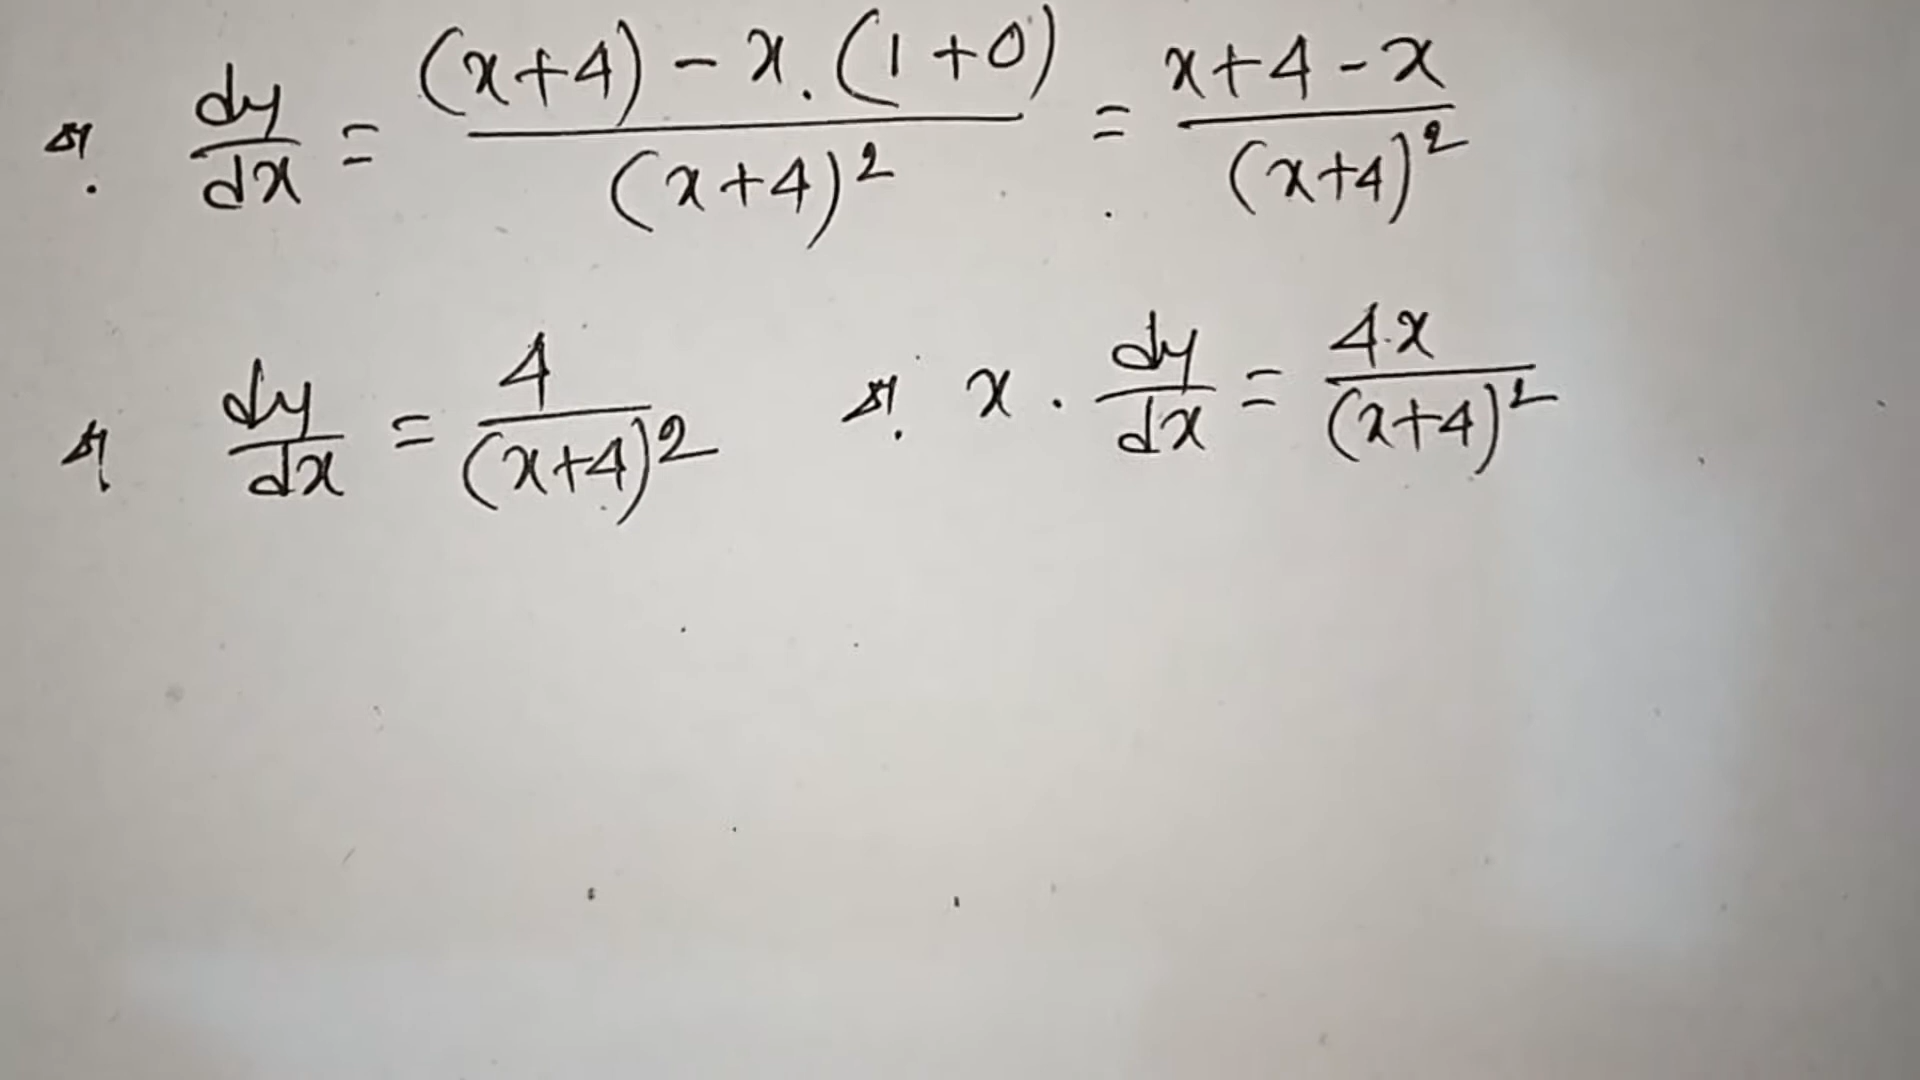 বা, dy/dx = ((x+4) - x.(1+0))/(x+4)² = (x+4-x)/(x+4)²
বা, dy/dx = 4/(x+4)² বা, x . dy/dx = 4.x/(x+4)²